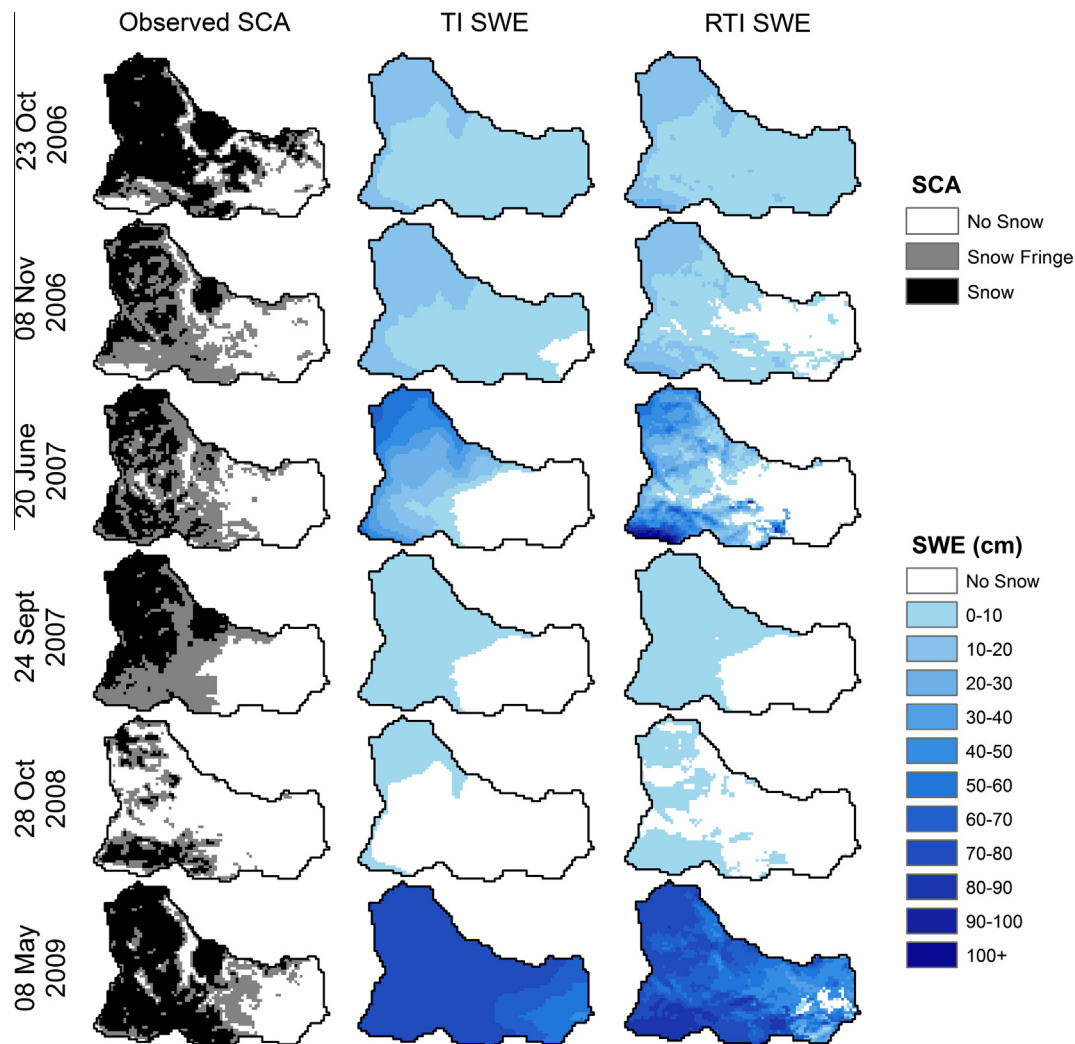 Observed SCA
TI SWE
RTI SWE
23 Oct
2006
08 Nov
2006
20 June
2007
24 Sept
2007
28 Oct
2008
08 May
2009
SCA
No Snow
Snow Fringe
Snow
SWE (cm)
No Snow
0-10
10-20
20-30
30-40
40-50
50-60
60-70
70-80
80-90
90-100
100+